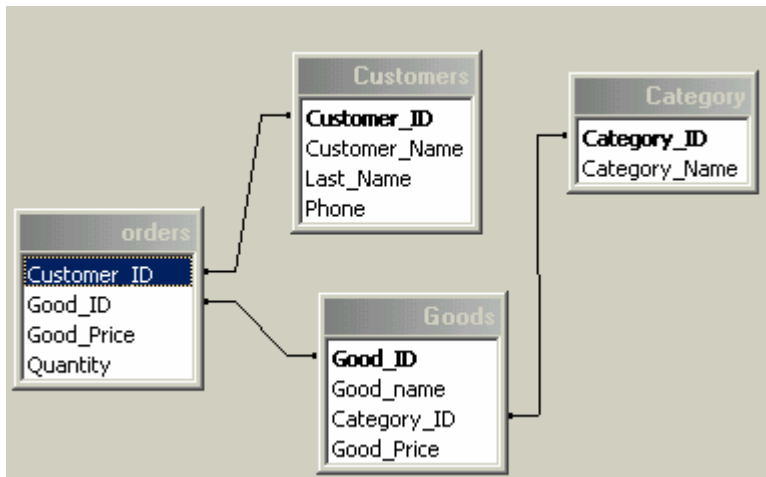 Customers
Customer_ID
Customer_Name
Last_Name
Phone
Category
Category_ID
Category_Name
orders
Customer_ID
Good_ID
Good_Price
Quantity
Goods
Good_ID
Good_name
Category_ID
Good_Price